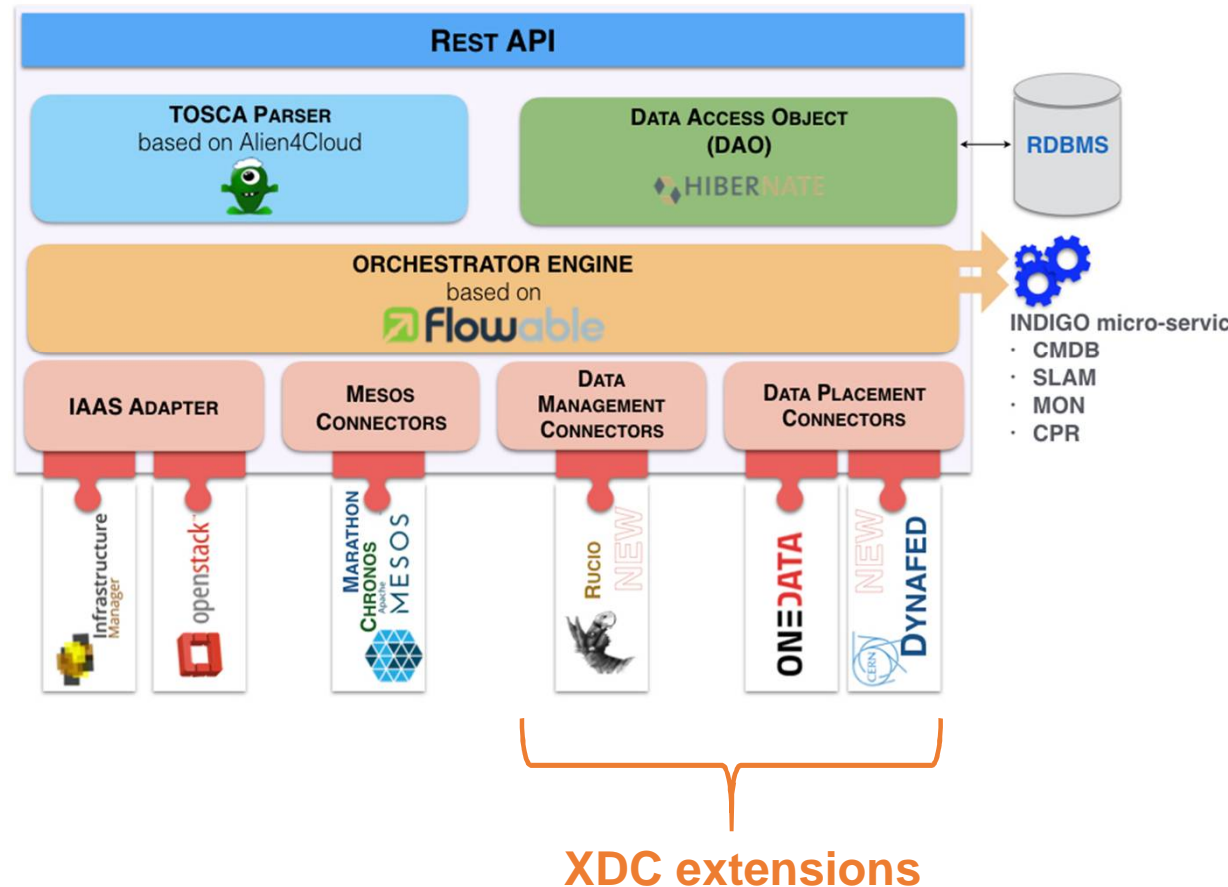 REST API
TOSCA PARSER
based on Alien4Cloud
DATA ACCESS OBJECT
(DAO)
HIBERNATE
RDBMS
ORCHESTRATOR ENGINE
based on
Flowable
INDIGO micro-servic
· CMDB
· SLAM
· MON
· CPR
IAAS ADAPTER
MESOS
CONNECTORS
DATA
MANAGEMENT
CONNECTORS
DATA PLACEMENT
CONNECTORS
Infrastructure
Manager
openstack
MARATHON
CHRONOS
Apache
MESOS
RUCIO
NEW
ONEDATA
CERN
NEW
DYNAFED
XDC extensions